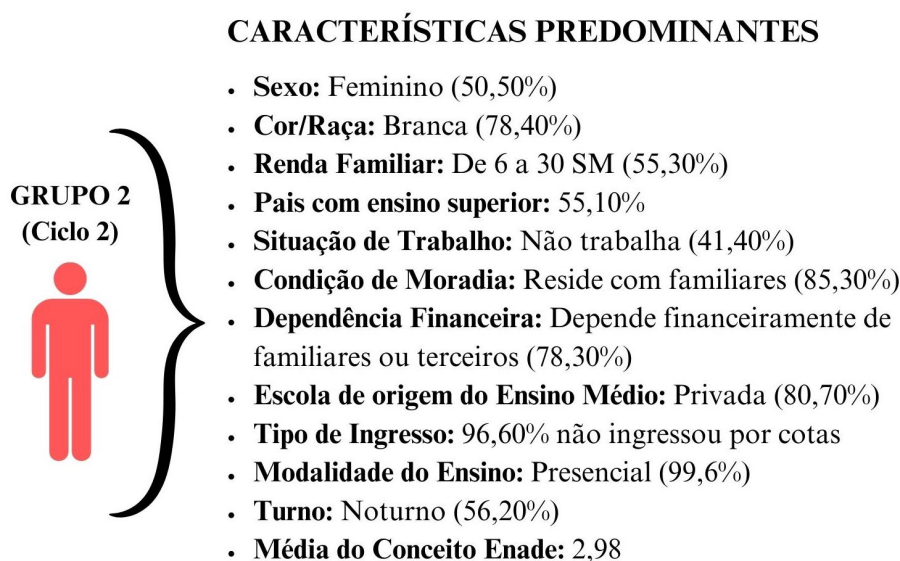 CARACTERÍSTICAS PREDOMINANTES
GRUPO 2
(Ciclo 2)
• Sexo: Feminino (50,50%)
• Cor/Raça: Branca (78,40%)
• Renda Familiar: De 6 a 30 SM (55,30%)
• Pais com ensino superior: 55,10%
• Situação de Trabalho: Não trabalha (41,40%)
• Condição de Moradia: Reside com familiares (85,30%)
• Dependência Financeira: Depende financeiramente de
familiares ou terceiros (78,30%)
• Escola de origem do Ensino Médio: Privada (80,70%)
• Tipo de Ingresso: 96,60% não ingressou por cotas
• Modalidade do Ensino: Presencial (99,6%)
• Turno: Noturno (56,20%)
• Média do Conceito Enade: 2,98